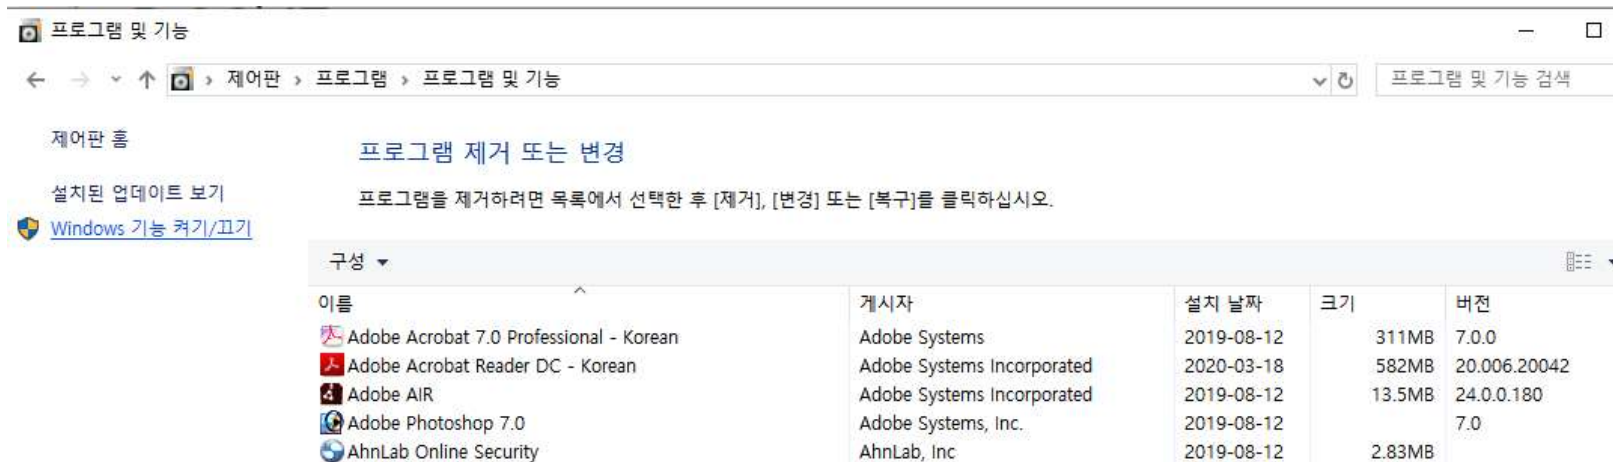 프로그램 및 기능
제어판 › 프로그램 › 프로그램 및 기능
프로그램 및 기능 검색
제어판 홈
설치된 업데이트 보기
Windows 기능 켜기/끄기
프로그램 제거 또는 변경
프로그램을 제거하려면 목록에서 선택한 후 [제거], [변경] 또는 [복구]를 클릭하십시오.
구성
이름 게시자 설치 날짜 크기 버전
Adobe Acrobat 7.0 Professional - Korean Adobe Systems 2019-08-12 311MB 7.0.0
Adobe Acrobat Reader DC - Korean Adobe Systems Incorporated 2020-03-18 582MB 20.006.20042
Adobe AIR Adobe Systems Incorporated 2019-08-12 13.5MB 24.0.0.180
Adobe Photoshop 7.0 Adobe Systems, Inc. 2019-08-12 7.0
AhnLab Online Security AhnLab, Inc 2019-08-12 2.83MB